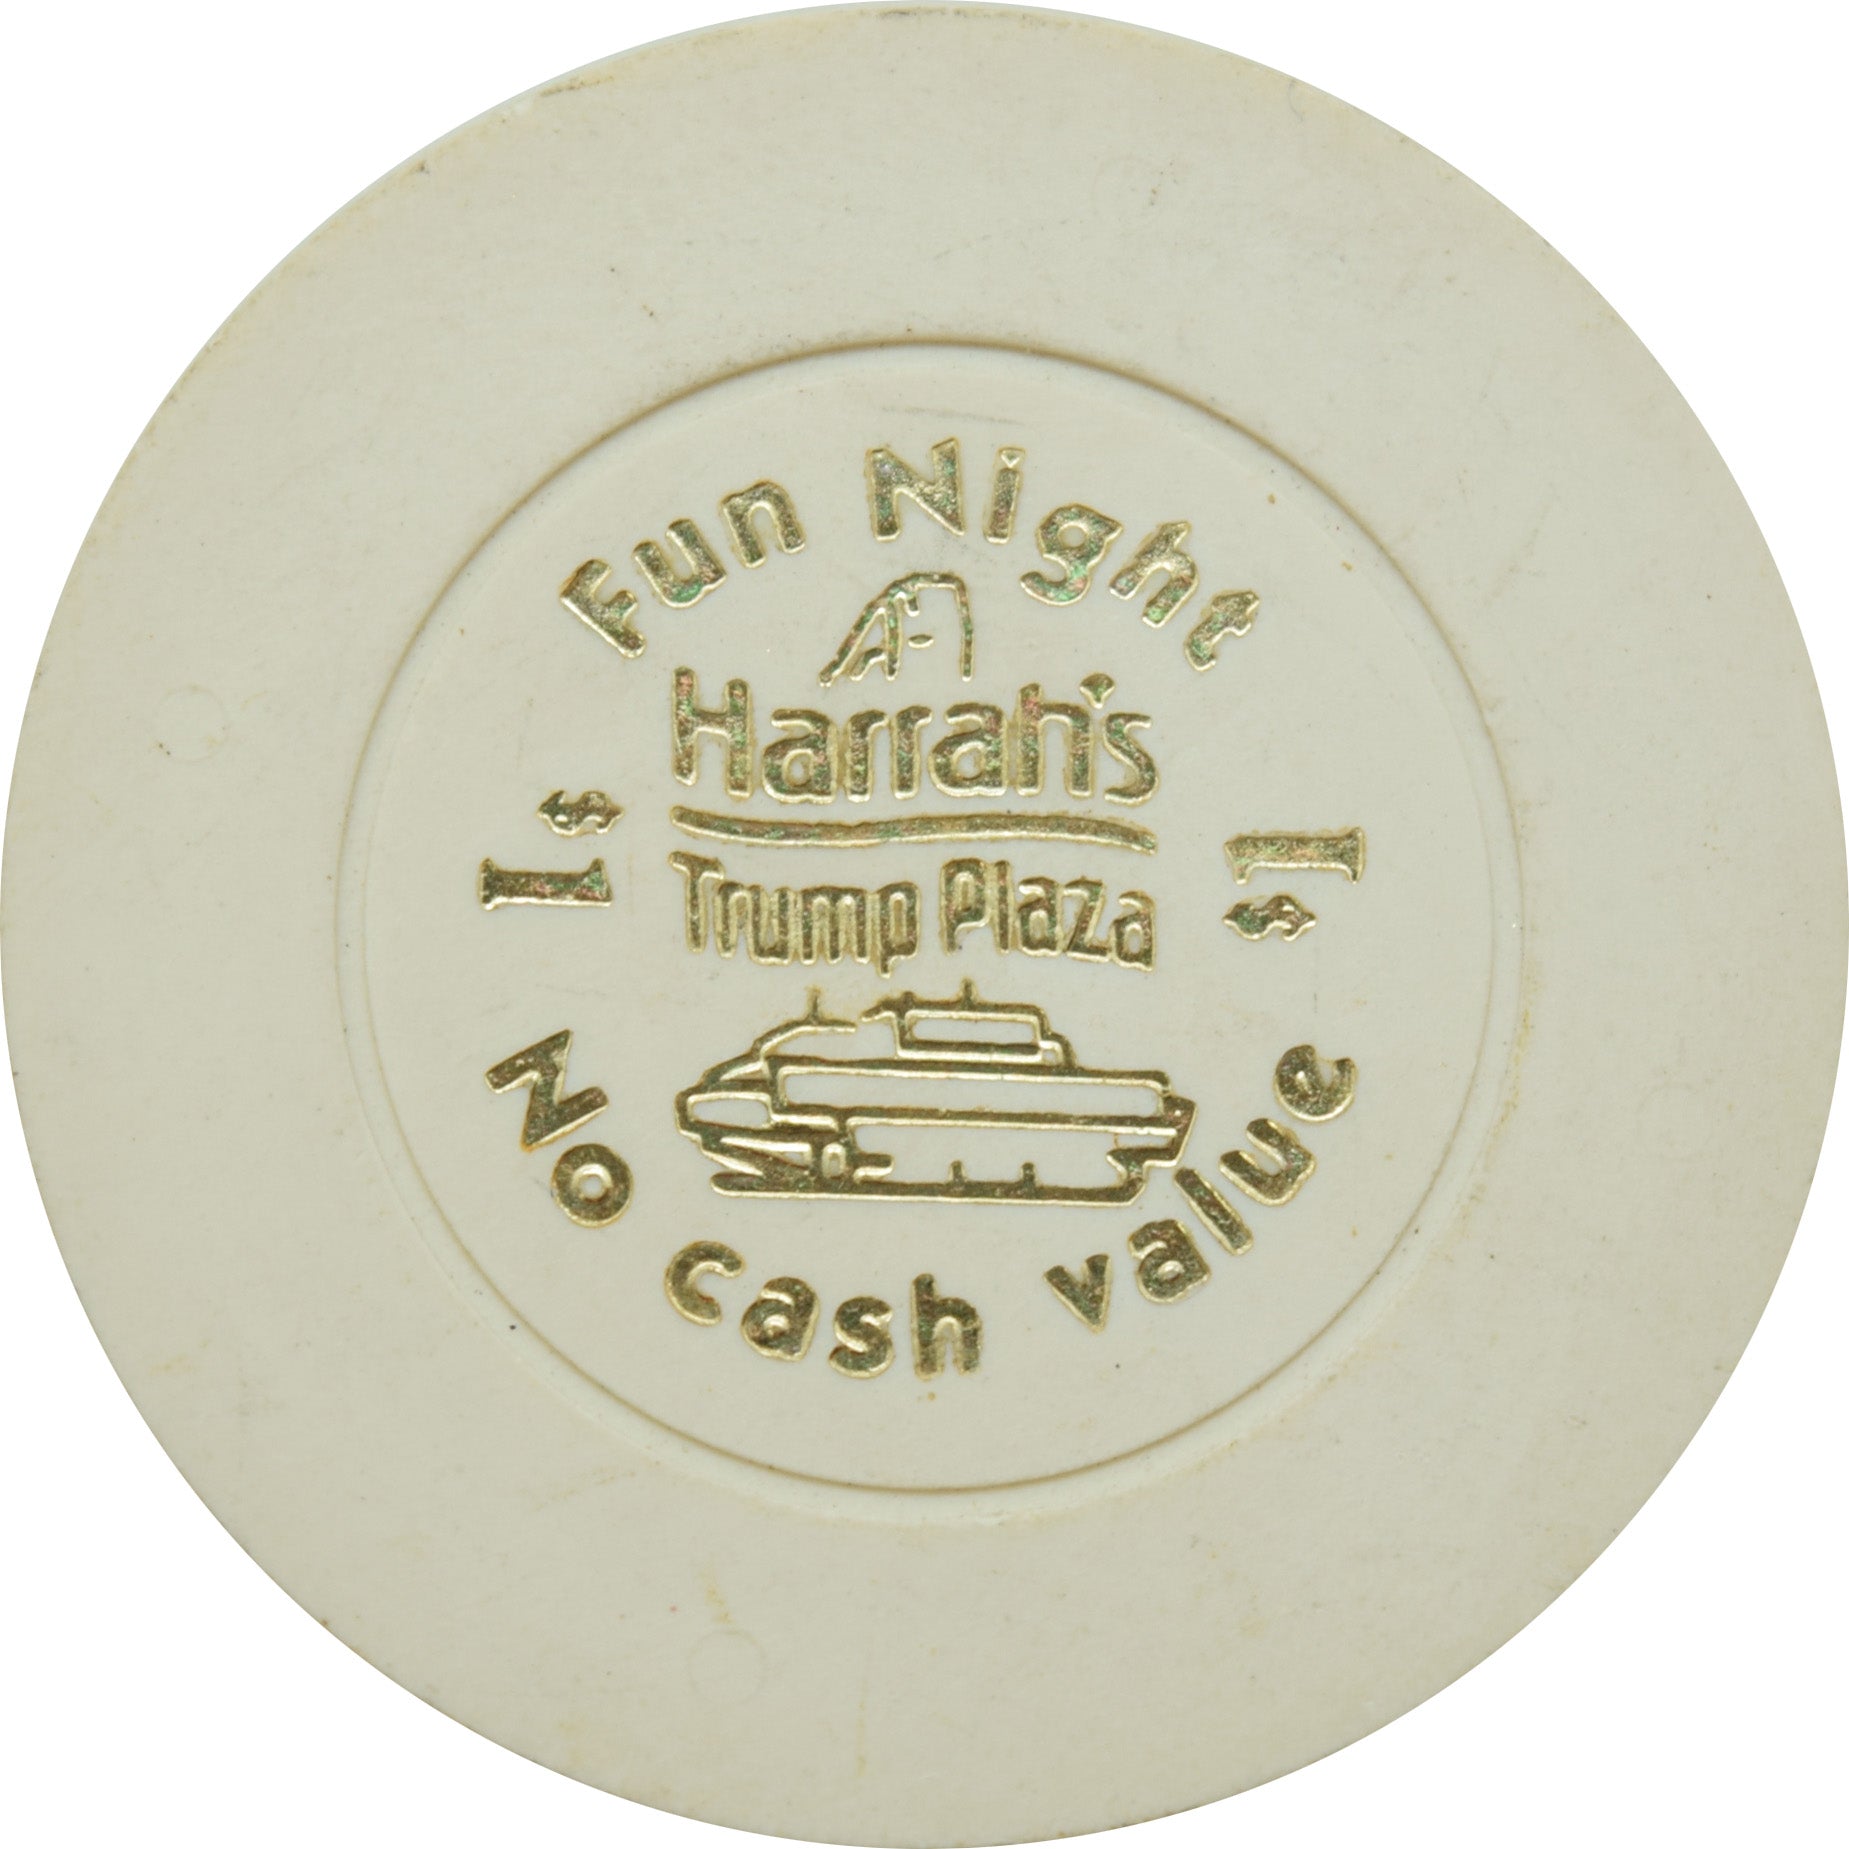 Fun Night
Harrah's
Trump Plaza
$1
$1
No cash value